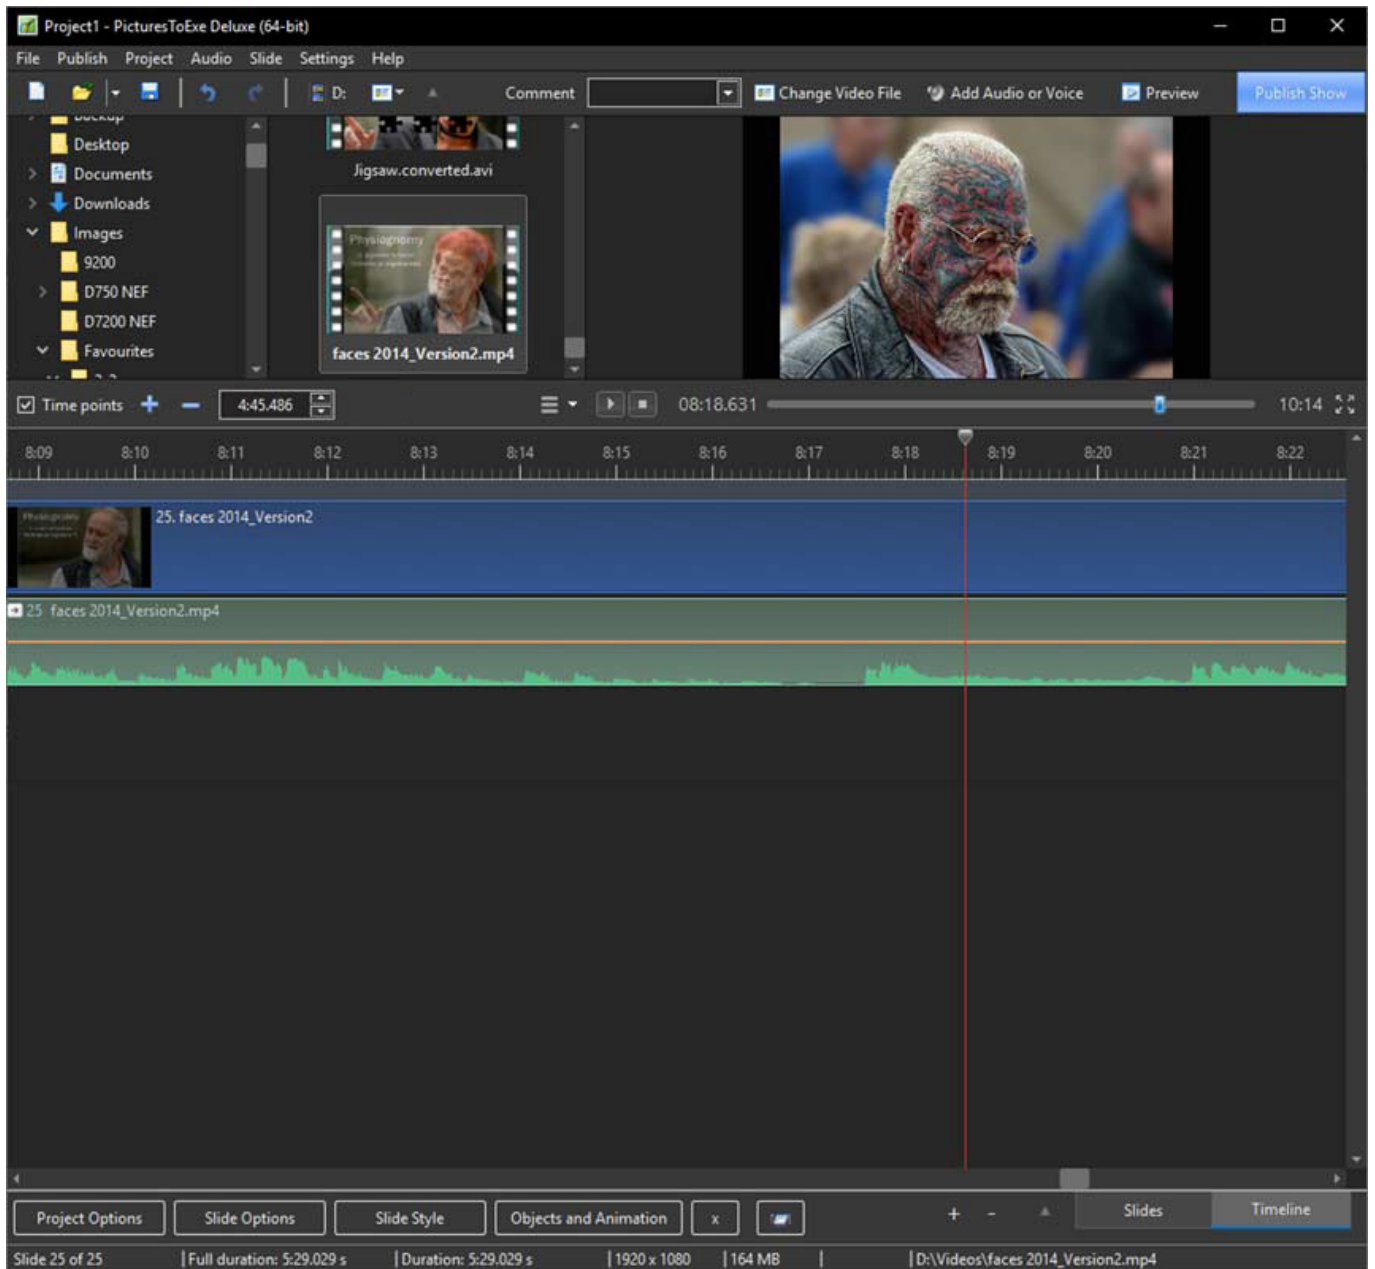 Project1 - PicturesToExe Deluxe (64-bit)
File Publish Project Audio Slide Settings Help
D: Comment Change Video File Add Audio or Voice Preview Publish Show
Backup
Desktop
Documents
Downloads
Images
9200
D750 NEF
D7200 NEF
Favourites
Jigsaw.converted.avi
Physiognomy
faces 2014_Version2.mp4
Time points 4:45.486 08:18.631 10:14
8:09 8:10 8:11 8:12 8:13 8:14 8:15 8:16 8:17 8:18 8:19 8:20 8:21 8:22
Physiognomy
25. faces 2014_Version2
25 faces 2014_Version2.mp4
Project Options Slide Options Slide Style Objects and Animation x + - Slides Timeline
Slide 25 of 25 |Full duration: 5:29.029 s |Duration: 5:29.029 s |1920 x 1080 |164 MB | |D:\Videos\faces 2014_Version2.mp4